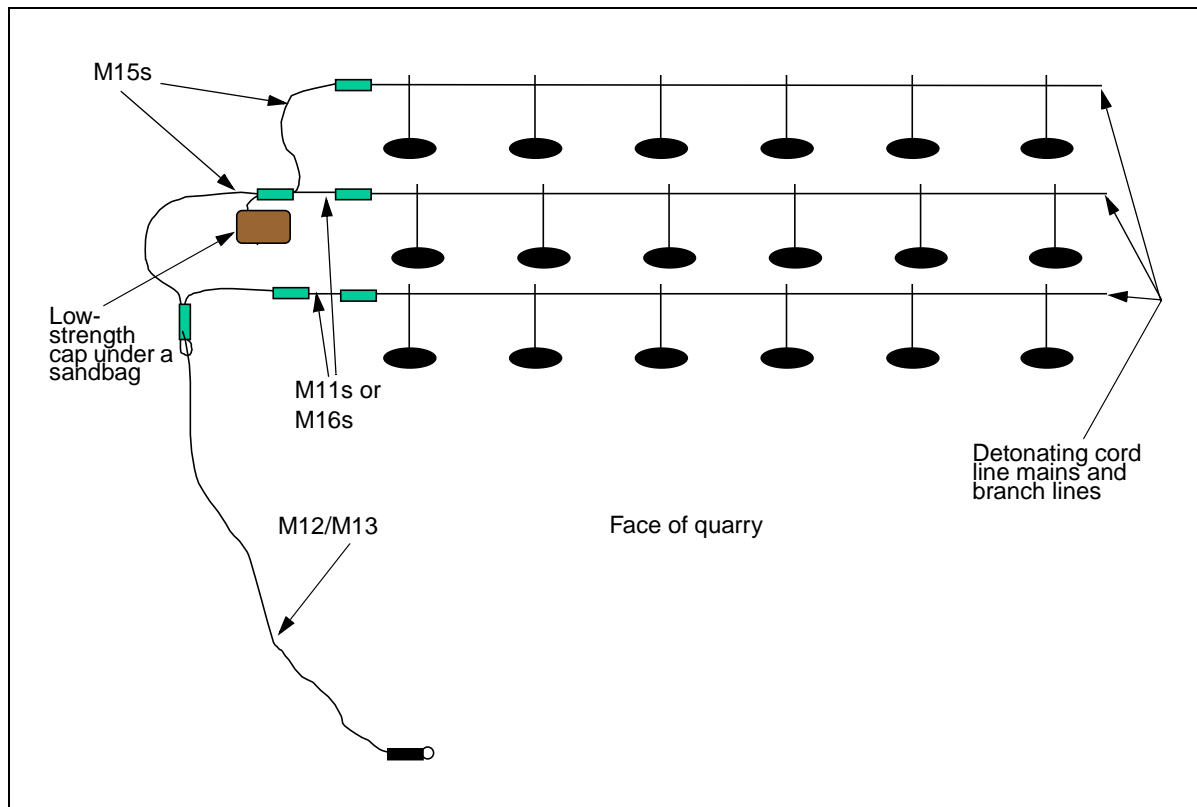 M15s
Low-
strength
cap under a
sandbag
M11s or
M16s
M12/M13
Face of quarry
Detonating cord
line mains and
branch lines